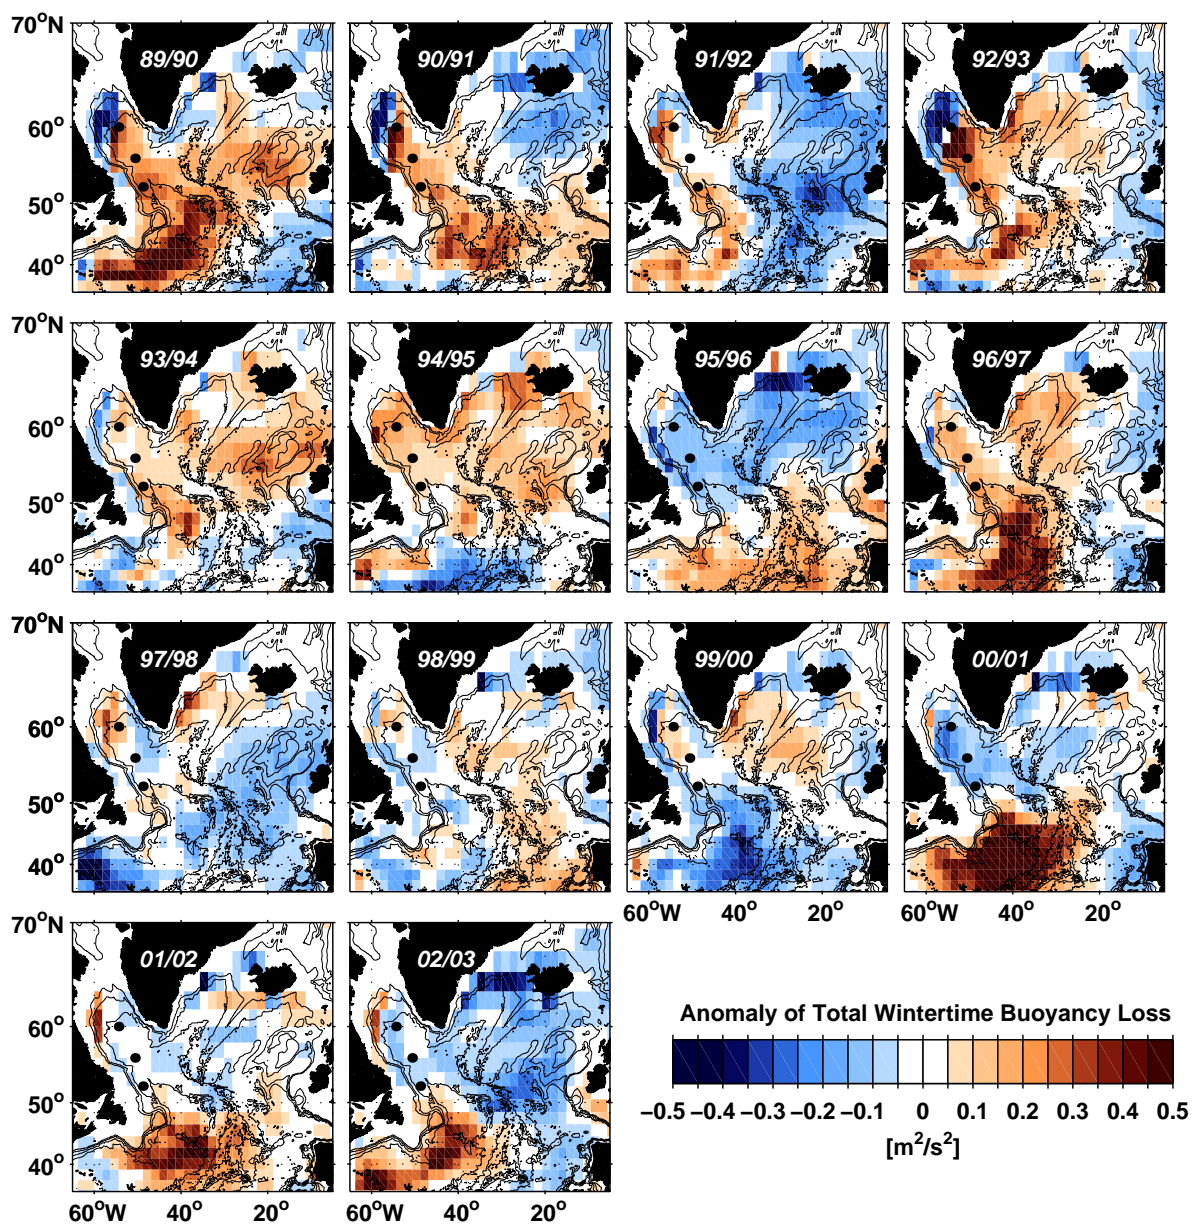 70°N
89/90
90/91
91/92
92/93
60°
50°
40°
70°N
93/94
94/95
95/96
96/97
60°
50°
40°
70°N
97/98
98/99
99/00
00/01
60°
50°
40°
60°W 40° 20°
60°W 40° 20°
70°N
01/02
02/03
60°
50°
40°
60°W 40° 20°
60°W 40° 20°
Anomaly of Total Wintertime Buoyancy Loss
−0.5 −0.4 −0.3 −0.2 −0.1 0 0.1 0.2 0.3 0.4 0.5
[m²/s²]